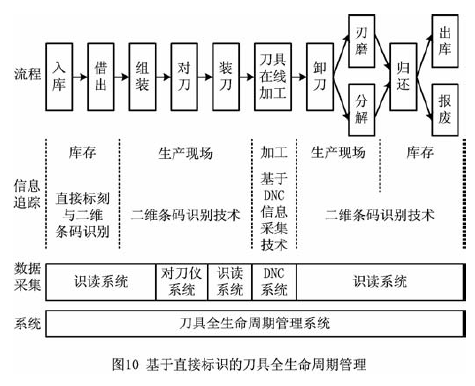 流程
入库
借出
组装
对刀
装刀
刀具在线加工
卸刀
刃磨
分解
归还
出库
报废
信息追踪
库存
生产现场
加工
生产现场
库存
直接标刻与二维条码识别
二维条码识别技术
基于DNC信息采集技术
二维条码识别技术
数据采集
识读系统
对刀仪系统
识读系统
DNC系统
识读系统
系统
刀具全生命周期管理系统
图10 基于直接标识的刀具全生命周期管理